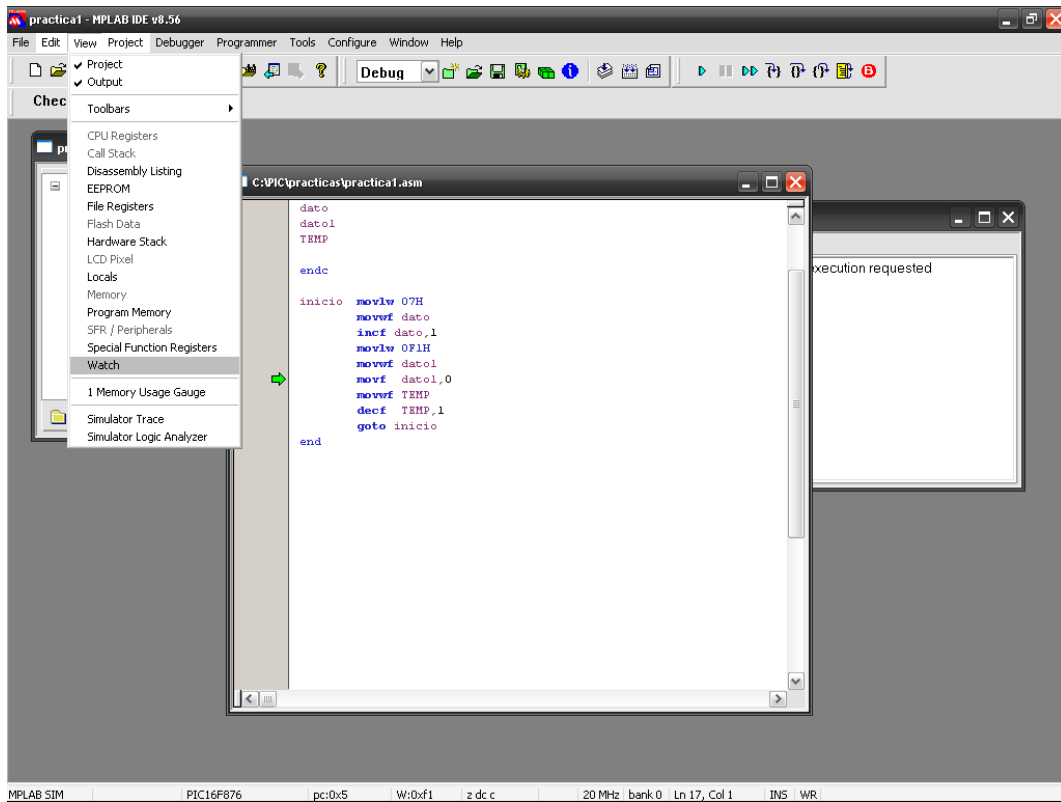 practica1 - MPLAB IDE v8.56
File Edit View Project Debugger Programmer Tools Configure Window Help
Debug
Chec
Project
Output
Toolbars
CPU Registers
Call Stack
Disassembly Listing
EEPROM
File Registers
Flash Data
Hardware Stack
LCD Pixel
Locals
Memory
Program Memory
SFR / Peripherals
Special Function Registers
Watch
1 Memory Usage Gauge
Simulator Trace
Simulator Logic Analyzer
C:\PIC\practicas\practica1.asm
dato
dato1
TEMP
endc
inicio movlw 07H
movwf dato
incf dato,1
movlw 0F1H
movwf dato1
movf dato1,0
movwf TEMP
decf TEMP,1
goto inicio
end
execution requested
MPLAB SIM PIC16F876 pc:0x5 W:0xf1 z dc c 20 MHz bank 0 Ln 17, Col 1 INS WR